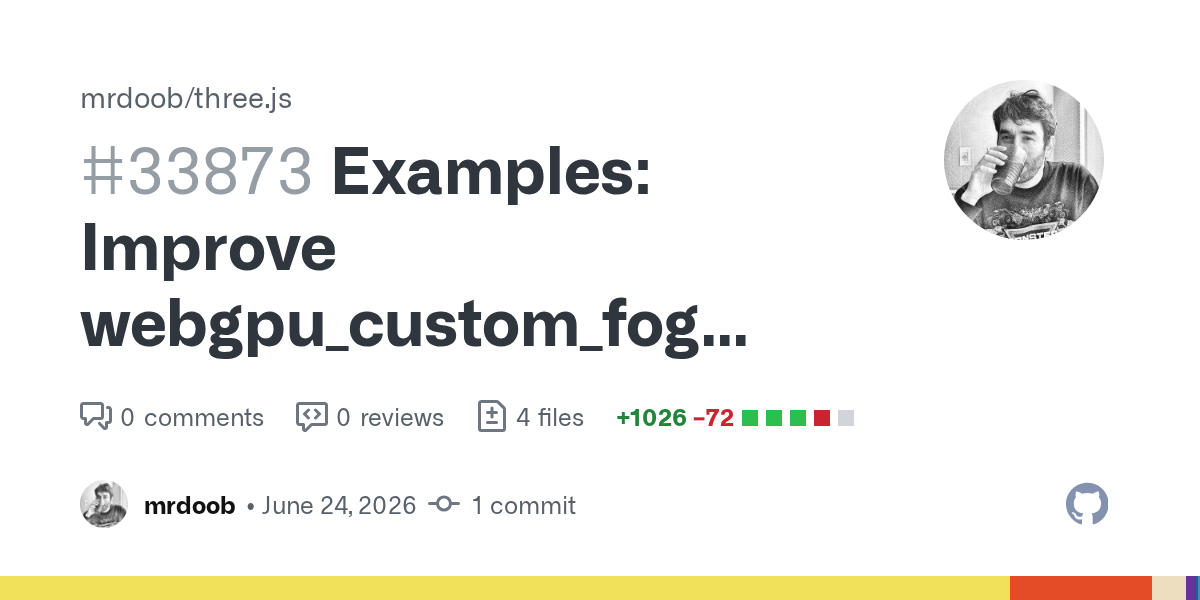 mrdoob/three.js
#33873 Examples:
Improve
webgpu_custom_fog...
0 comments 0 reviews 4 files +1026 −72
mrdoob • June 24, 2026 1 commit